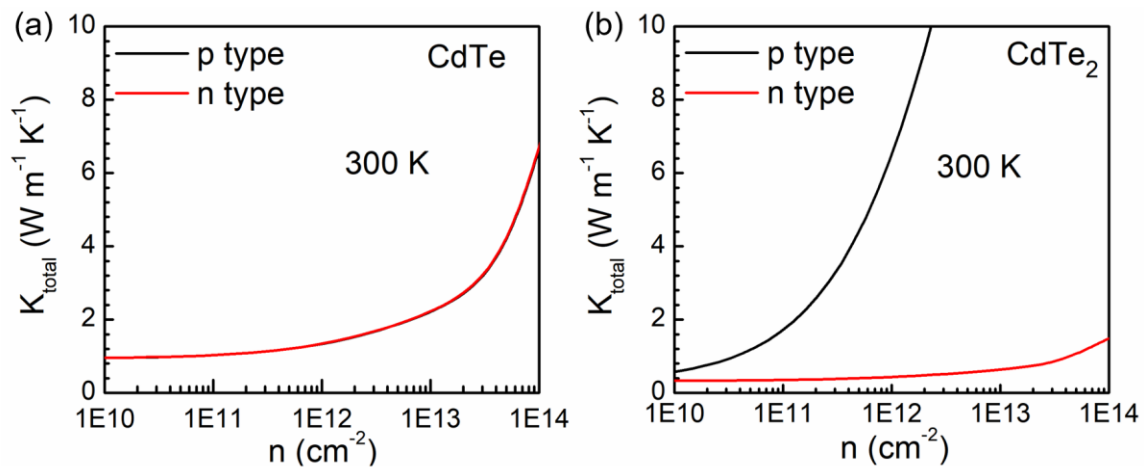 (a)
10
8
6
4
2
0
K_total (W m⁻¹ K⁻¹)
p type
n type
CdTe
300 K
1E10 1E11 1E12 1E13 1E14
n (cm⁻²)
(b)
10
8
6
4
2
0
K_total (W m⁻¹ K⁻¹)
p type
n type
CdTe₂
300 K
1E10 1E11 1E12 1E13 1E14
n (cm⁻²)